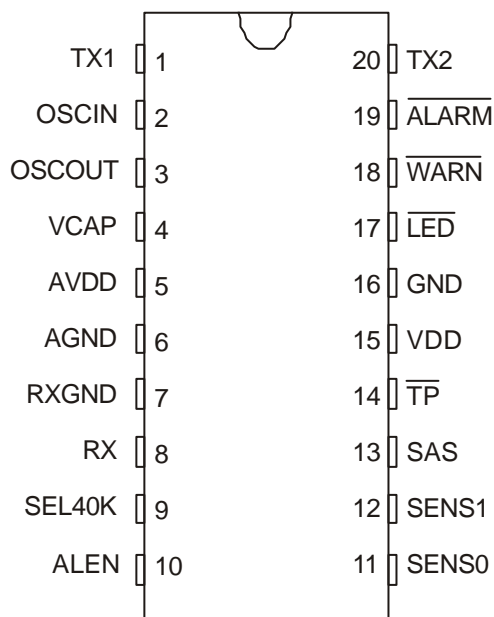 TX1 1 20 TX2
OSCIN 2 19 ALARM
OSCOUT 3 18 WARN
VCAP 4 17 LED
AVDD 5 16 GND
AGND 6 15 VDD
RXGND 7 14 TP
RX 8 13 SAS
SEL40K 9 12 SENS1
ALEN 10 11 SENS0